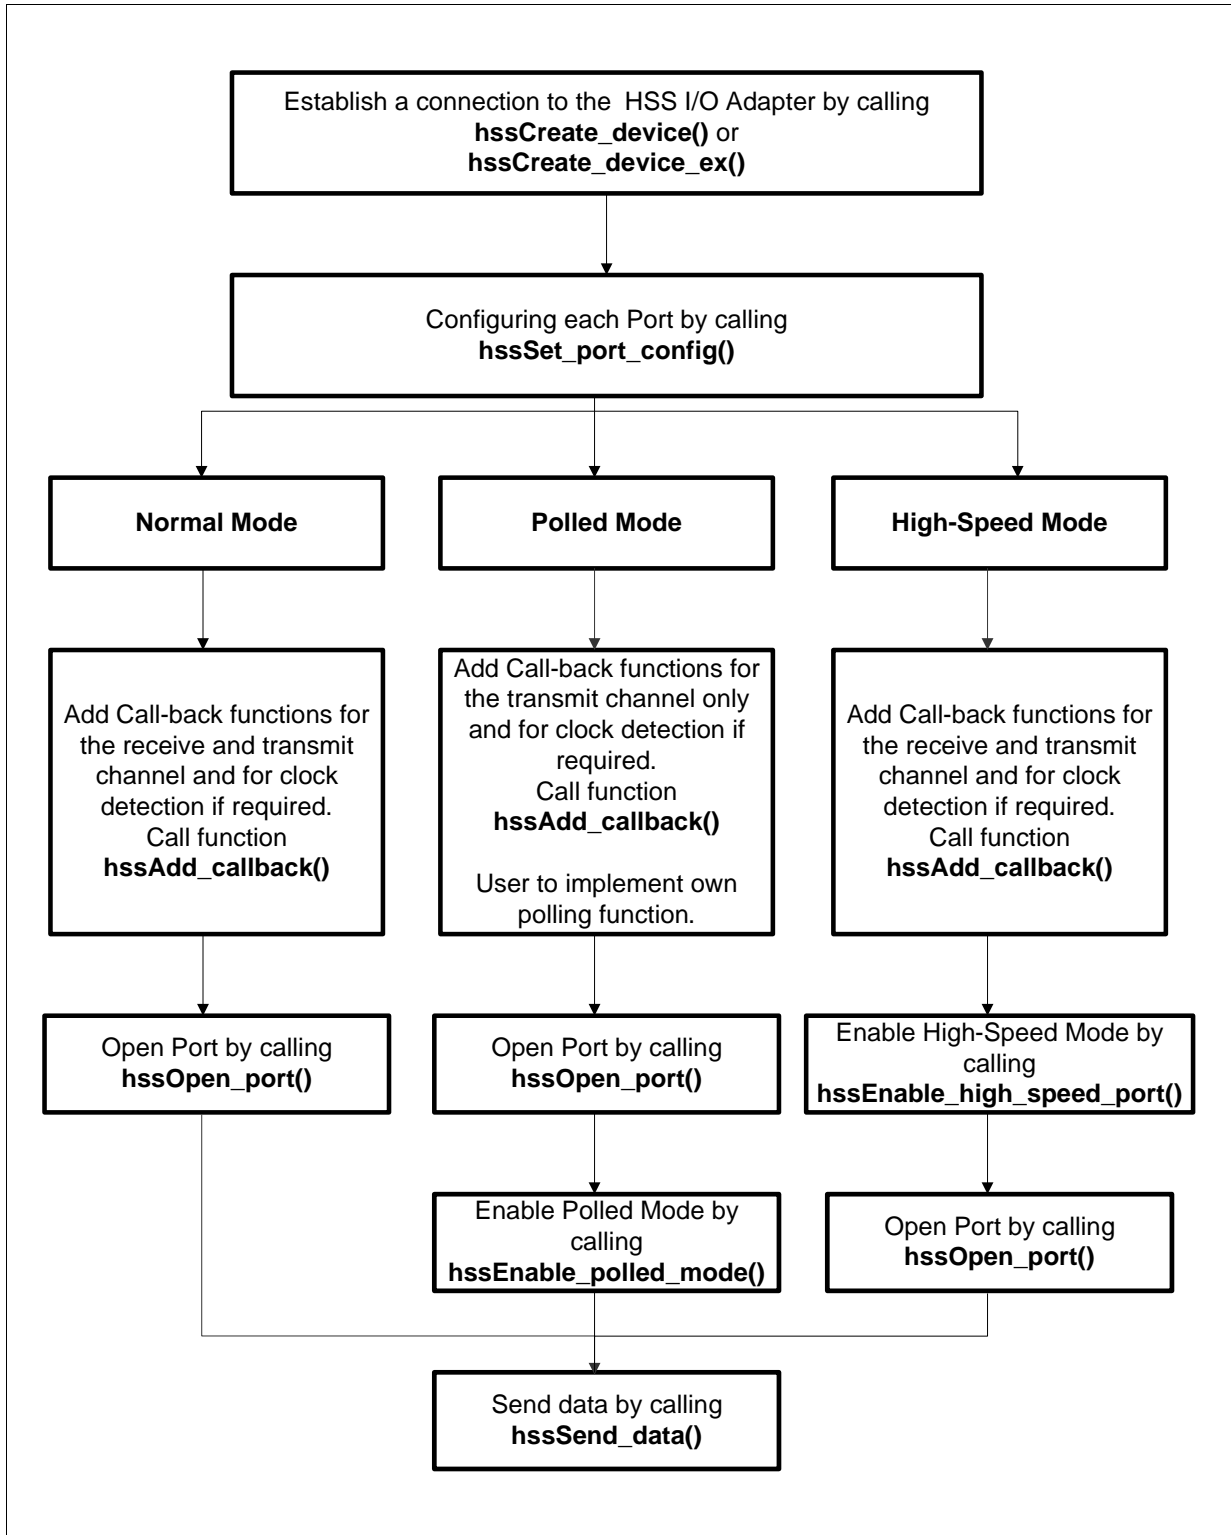 Establish a connection to the  HSS I/O Adapter by calling
hssCreate_device() or
hssCreate_device_ex()
Configuring each Port by calling
hssSet_port_config()
Normal Mode
Polled Mode
High-Speed Mode
Add Call-back functions for
the receive and transmit
channel and for clock
detection if required.
Call function
hssAdd_callback()
Add Call-back functions for
the transmit channel only
and for clock detection if
required.
Call function
hssAdd_callback()
User to implement own
polling function.
Add Call-back functions for
the receive and transmit
channel and for clock
detection if required.
Call function
hssAdd_callback()
Open Port by calling
hssOpen_port()
Open Port by calling
hssOpen_port()
Enable High-Speed Mode by
calling
hssEnable_high_speed_port()
Enable Polled Mode by
calling
hssEnable_polled_mode()
Open Port by calling
hssOpen_port()
Send data by calling
hssSend_data()